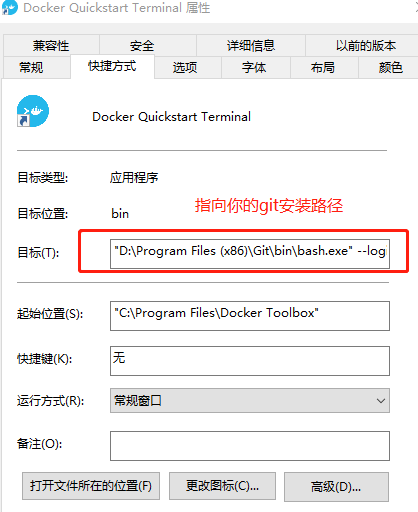 Docker Quickstart Terminal 属性
兼容性 安全 详细信息 以前的版本
常规 快捷方式 选项 字体 布局 颜色
Docker Quickstart Terminal
目标类型: 应用程序
目标位置: bin
指向你的git安装路径
目标(T): "D:\Program Files (x86)\Git\bin\bash.exe" --log
起始位置(S): "C:\Program Files\Docker Toolbox"
快捷键(K): 无
运行方式(R): 常规窗口
备注(O):
打开文件所在的位置(F) 更改图标(C)... 高级(D)...